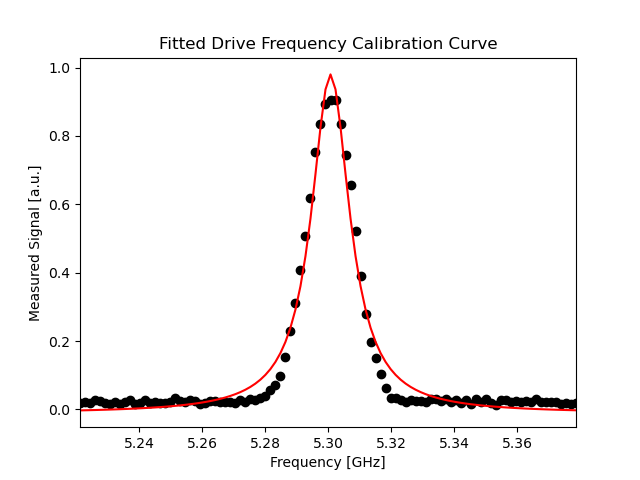 Fitted Drive Frequency Calibration Curve
Measured Signal [a.u.]
1.0
0.8
0.6
0.4
0.2
0.0
5.24 5.26 5.28 5.30 5.32 5.34 5.36
Frequency [GHz]